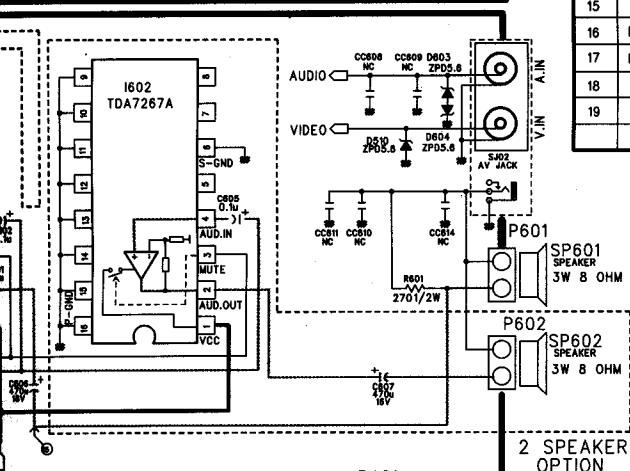 15
16
17
18
19
I602
TDA7267A
9
10
11
12
13
14
15
16
8
7
6
5
4
3
2
1
S-GND
AUD.IN
MUTE
AUD.OUT
VCC
P-GND
C605
0.1u
AUDIO
VIDEO
CC608
NC
CC609
NC
D603
ZPD5.6
D510
ZPD5.6
D604
ZPD5.6
A.IN
V.IN
SJ02
AV JACK
CC611
NC
CC610
NC
CC614
NC
R601
270 1/2W
P601
SP601
SPEAKER
3W 8 OHM
P602
SP602
SPEAKER
3W 8 OHM
C606
470u
16V
C607
470u
16V
2 SPEAKER
OPTION